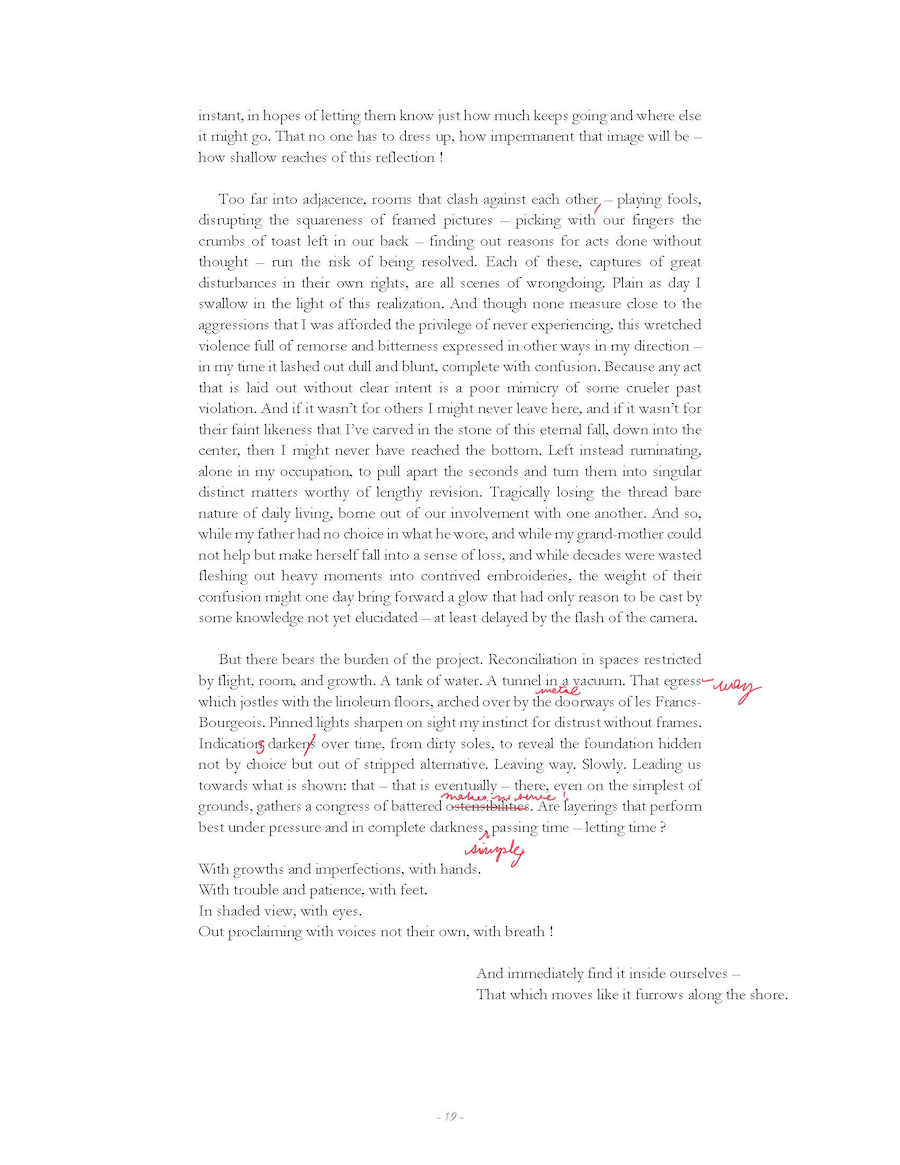 instant, in hopes of letting them know just how much keeps going and where else
it might go. That no one has to dress up, how impermanent that image will be –
how shallow reaches of this reflection !
Too far into adjacence, rooms that clash against each other, – playing fools,
disrupting the squareness of framed pictures – picking with our fingers the
crumbs of toast left in our back – finding out reasons for acts done without
thought – run the risk of being resolved. Each of these, captures of great
disturbances in their own rights, are all scenes of wrongdoing. Plain as day I
swallow in the light of this realization. And though none measure close to the
aggressions that I was afforded the privilege of never experiencing, this wretched
violence full of remorse and bitterness expressed in other ways in my direction –
in my time it lashed out dull and blunt, complete with confusion. Because any act
that is laid out without clear intent is a poor mimicry of some crueler past
violation. And if it wasn’t for others I might never leave here, and if it wasn’t for
their faint likeness that I’ve carved in the stone of this eternal fall, down into the
center, then I might never have reached the bottom. Left instead ruminating,
alone in my occupation, to pull apart the seconds and turn them into singular
distinct matters worthy of lengthy revision. Tragically losing the thread bare
nature of daily living, borne out of our involvement with one another. And so,
while my father had no choice in what he wore, and while my grand-mother could
not help but make herself fall into a sense of loss, and while decades were wasted
fleshing out heavy moments into contrived embroideries, the weight of their
confusion might one day bring forward a glow that had only reason to be cast by
some knowledge not yet elucidated – at least delayed by the flash of the camera.
But there bears the burden of the project. Reconciliation in spaces restricted
by flight, room, and growth. A tank of water. A tunnel in a vacuum. That egress -way
metal
which jostles with the linoleum floors, arched over by the doorways of les Francs-
Bourgeois. Pinned lights sharpen on sight my instinct for distrust without frames.
Indications darkens over time, from dirty soles, to reveal the foundation hidden
not by choice but out of stripped alternative. Leaving way. Slowly. Leading us
towards what is shown: that – that is eventually – there, even on the simplest of
makes
grounds, gathers a congress of battered ostensibilities. Are layerings that perform
best under pressure and in complete darkness, passing time – letting time ?
simply
With growths and imperfections, with hands.
With trouble and patience, with feet.
In shaded view, with eyes.
Out proclaiming with voices not their own, with breath !
And immediately find it inside ourselves –
That which moves like it furrows along the shore.
- 19 -